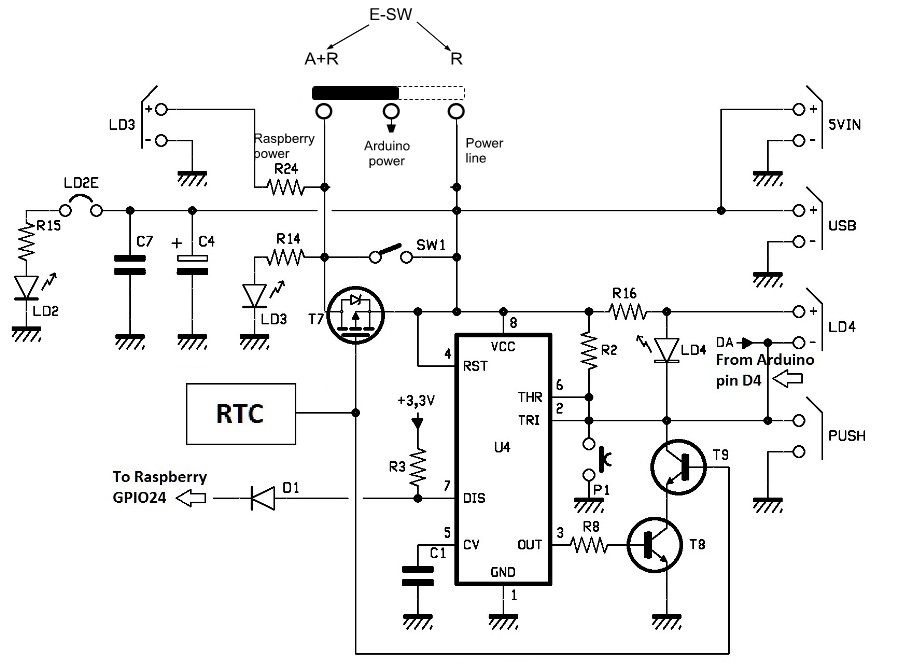 E-SW
A+R
R
LD3
+
-
Raspberry
power
R24
Arduino
power
Power
line
+
-
5VIN
LD2E
R15
C7
+
C4
R14
SW1
+
-
USB
LD2
LD3
T7
8
VCC
4
RST
R16
R2
LD4
+
-
LD4
DA
From Arduino
pin D4
RTC
+3,3V
THR
6
TRI
2
U4
PUSH
R3
To Raspberry
GPIO24
D1
7
DIS
P1
T9
5
CV
C1
OUT
3
R8
T8
GND
1